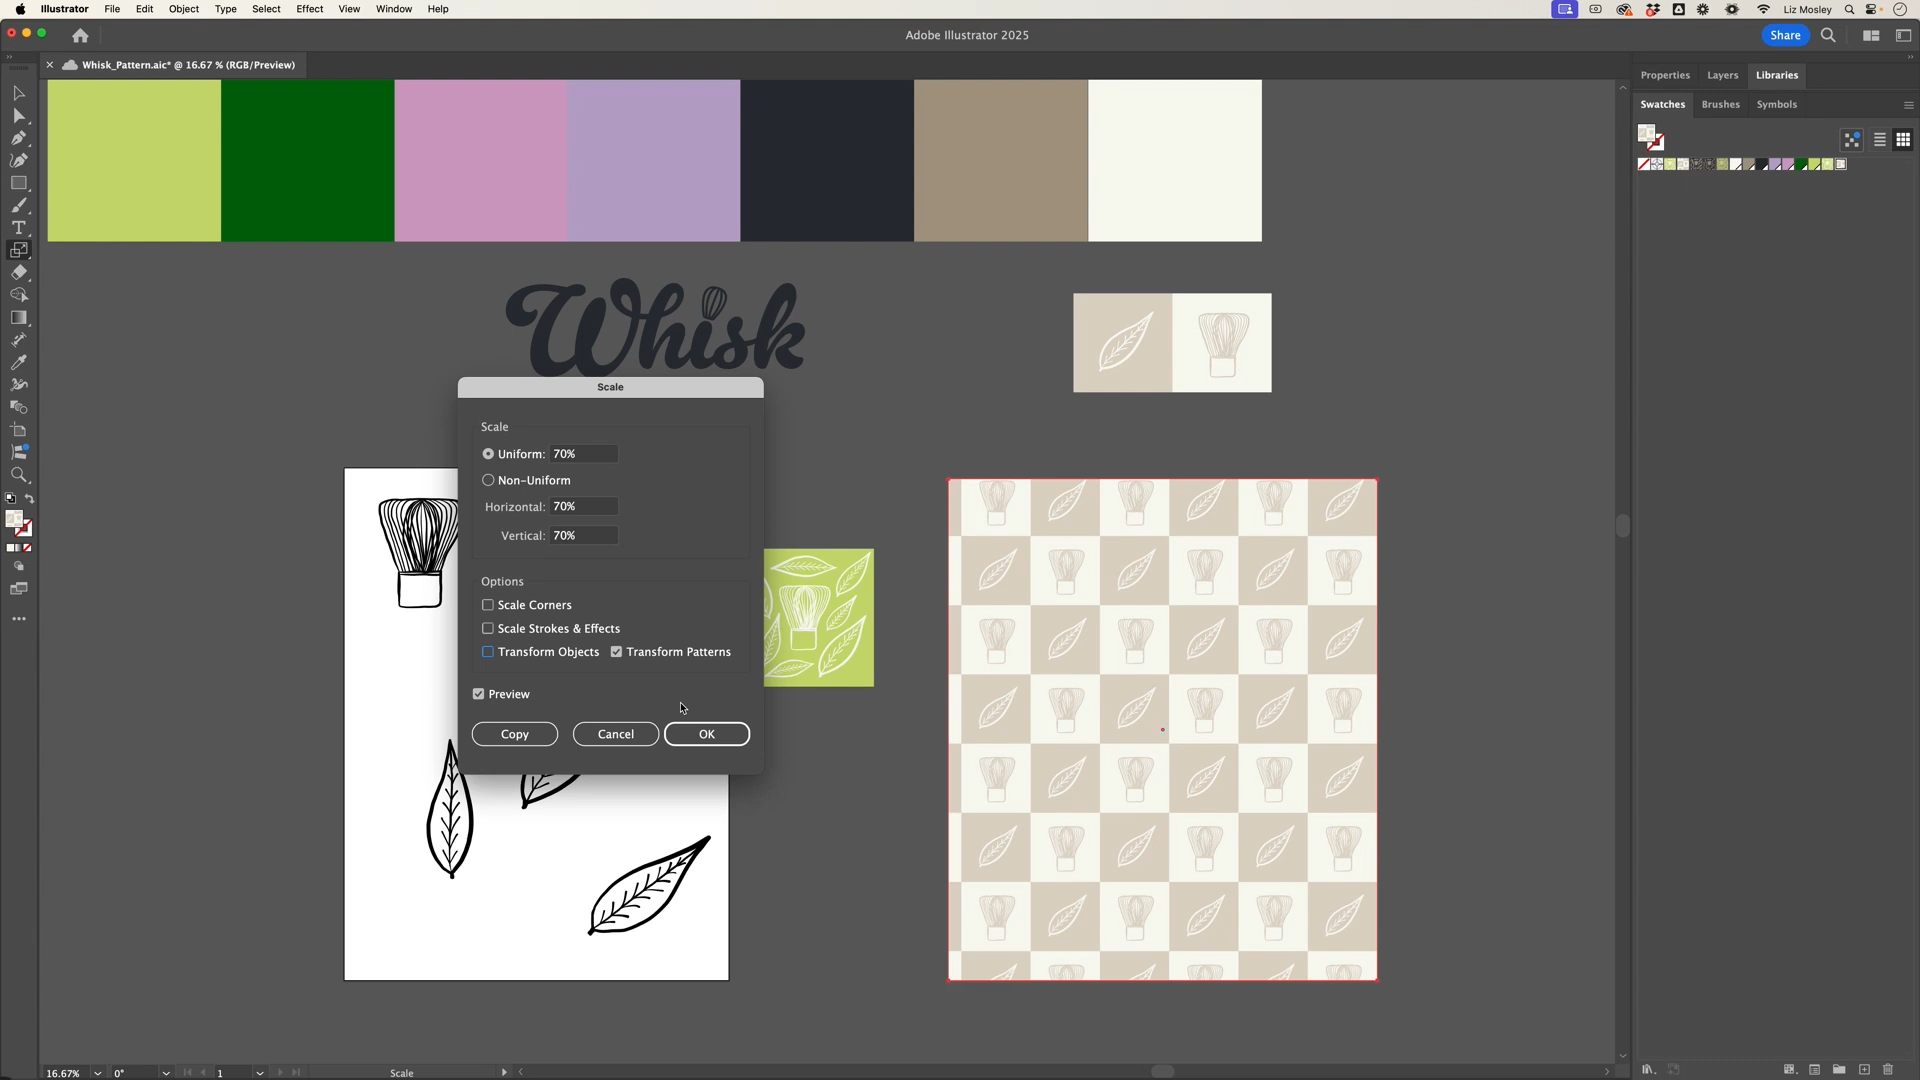 Illustrator File Edit Object Type Select Effect View Window Help
Liz Mosley
Adobe Illustrator 2025
Share
Whisk_Pattern.aic* @ 16.67 % (RGB/Preview)
Properties Layers Libraries
Swatches Brushes Symbols
Whisk
Scale
Scale
Uniform: 70%
Non-Uniform
Horizontal: 70%
Vertical: 70%
Options
Scale Corners
Scale Strokes & Effects
Transform Objects Transform Patterns
Preview
Copy Cancel OK
16.67% 0° 1 Scale